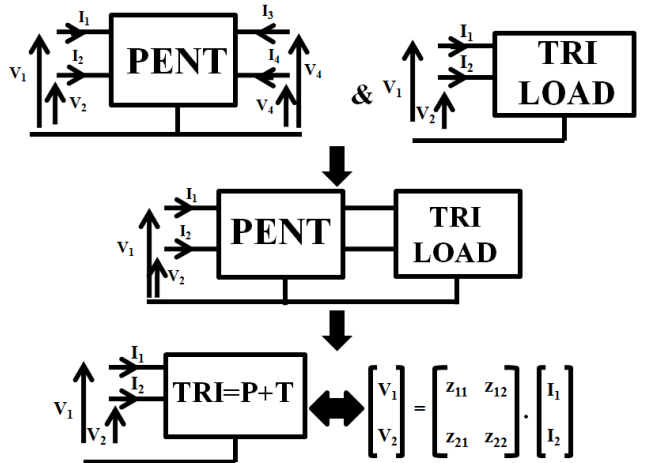 I₁
I₂
V₁
V₂
PENT
I₃
I₄
V₄
V₄
&
I₁
I₂
V₁
V₂
TRI
LOAD
I₁
I₂
V₁
V₂
PENT
TRI
LOAD
I₁
I₂
V₁
V₂
TRI=P+T
V₁ = z₁₁ z₁₂ . I₁
V₂ z₂₁ z₂₂ I₂